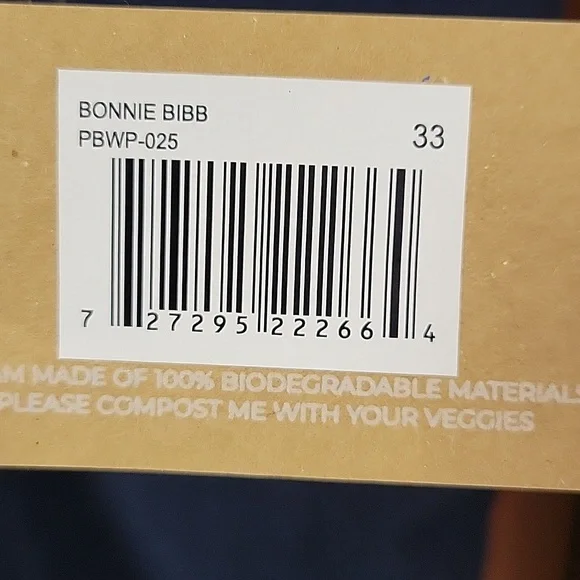 BONNIE BIBB
PBWP-025
33
7 27295 22266 4
AM MADE OF 100% BIODEGRADABLE MATERIALS
PLEASE COMPOST ME WITH YOUR VEGGIES